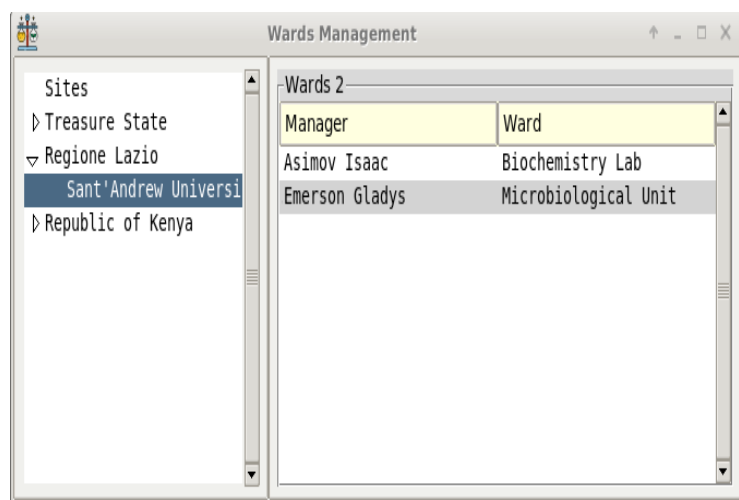 Wards Management
Sites
Treasure State
Regione Lazio
Sant'Andrew Universi
Republic of Kenya
Wards 2
Manager Ward
Asimov Isaac Biochemistry Lab
Emerson Gladys Microbiological Unit